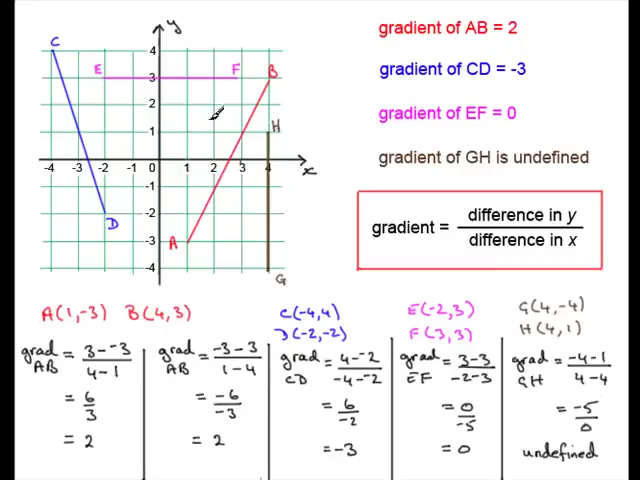 y
C
E
F
B
H
D
A
G
x
4
3
2
1
0
-1
-2
-3
-4
-4 -3 -2 -1 1 2 3 4
gradient of AB = 2
gradient of CD = -3
gradient of EF = 0
gradient of GH is undefined
gradient = difference in y
difference in x
A(1,-3) B(4,3)
grad AB = 3--3
4-1
= 6
3
= 2
grad AB = -3-3
1-4
= -6
-3
= 2
C(-4,4)
D(-2,-2)
grad CD = 4--2
-4--2
= 6
-2
= -3
E(-2,3)
F(3,3)
grad EF = 3-3
-2-3
= 0
-5
= 0
G(4,-4)
H(4,1)
grad GH = -4-1
4-4
= -5
0
undefined